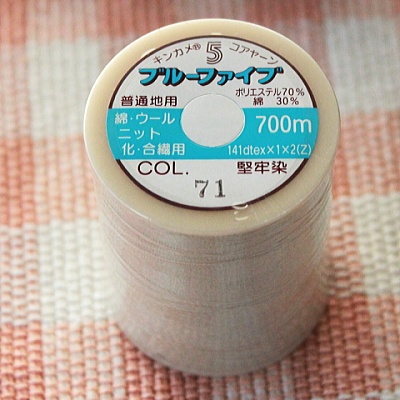 キンカメ® 5 コアヤーン
ブルーファイブ
普通地用
ポリエステル70%
綿 30%
綿・ウール
ニット
化・合繊用
700m
141dtex×1×2(Z)
COL. 堅牢染
71